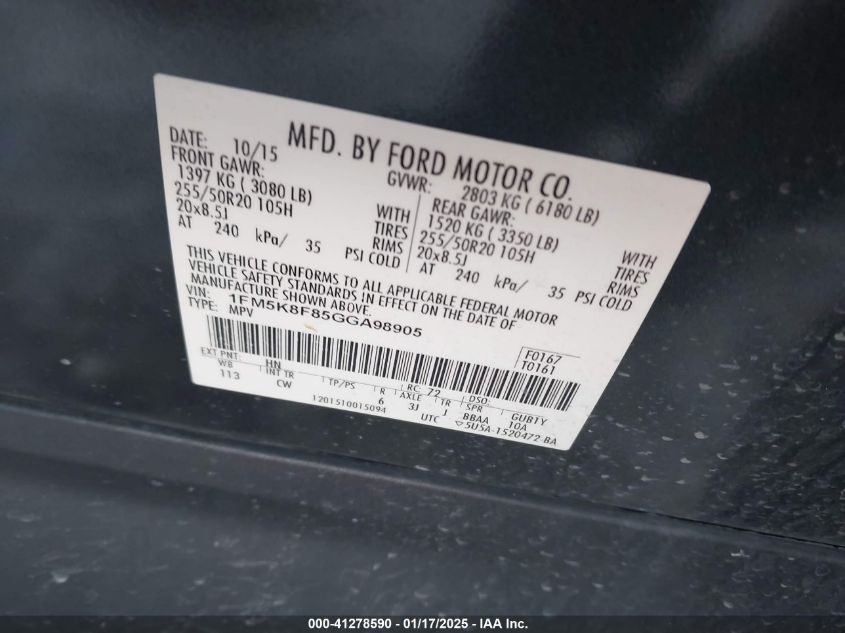 MFD. BY FORD MOTOR CO.
DATE: 10/15
GVWR: 2803 KG ( 6180 LB)
FRONT GAWR:
1397 KG ( 3080 LB) WITH
255/50R20 105H TIRES
20x8.5J RIMS
AT 240 kPa/ 35 PSI COLD
REAR GAWR:
1520 KG ( 3350 LB) WITH
255/50R20 105H TIRES
20x8.5J RIMS
AT 240 kPa/ 35 PSI COLD
THIS VEHICLE CONFORMS TO ALL APPLICABLE FEDERAL MOTOR
VEHICLE SAFETY STANDARDS IN EFFECT ON THE DATE OF
MANUFACTURE SHOWN ABOVE.
VIN: 1FM5K8F85GGA98905
TYPE: MPV
F0167
T0161
EXT PNT: HN RC: 72 DSO:
WB INT TR TP/PS R AXLE TR SPR GUBTY
113 CW 6 3J J BBAA 10A
1201510015094 UTC ▽5U5A-1520472-BA
000-41278590 — 01/17/2025 - IAA Inc.